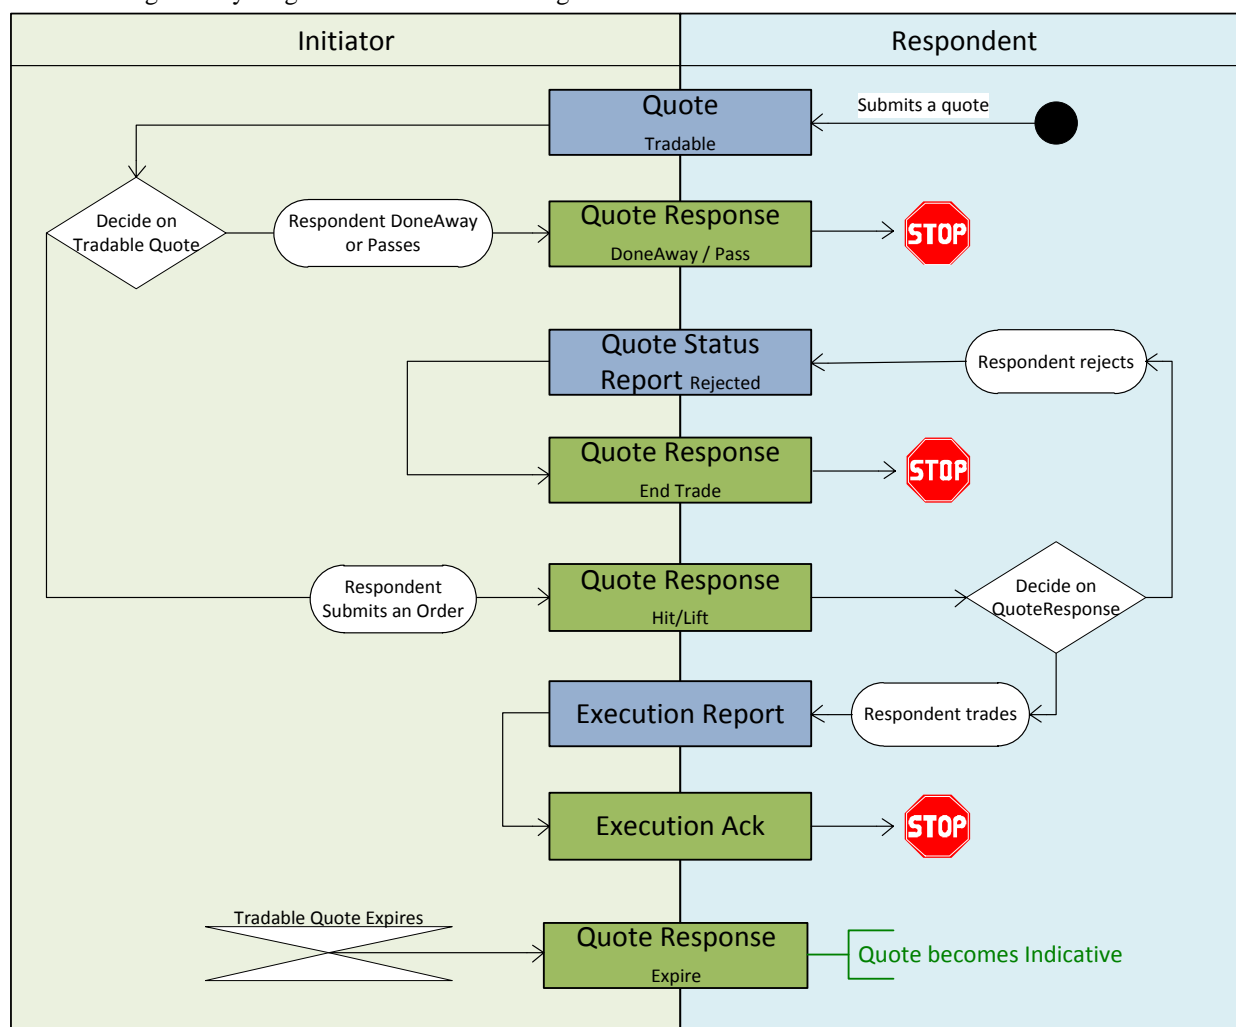 Initiator
Respondent
Quote
Tradable
Submits a quote
Decide on
Tradable Quote
Respondent DoneAway
or Passes
Quote Response
DoneAway / Pass
STOP
Quote Status
Report Rejected
Respondent rejects
Quote Response
End Trade
STOP
Respondent
Submits an Order
Quote Response
Hit/Lift
Decide on
QuoteResponse
Execution Report
Respondent trades
Execution Ack
STOP
Tradable Quote Expires
Quote Response
Expire
Quote becomes Indicative